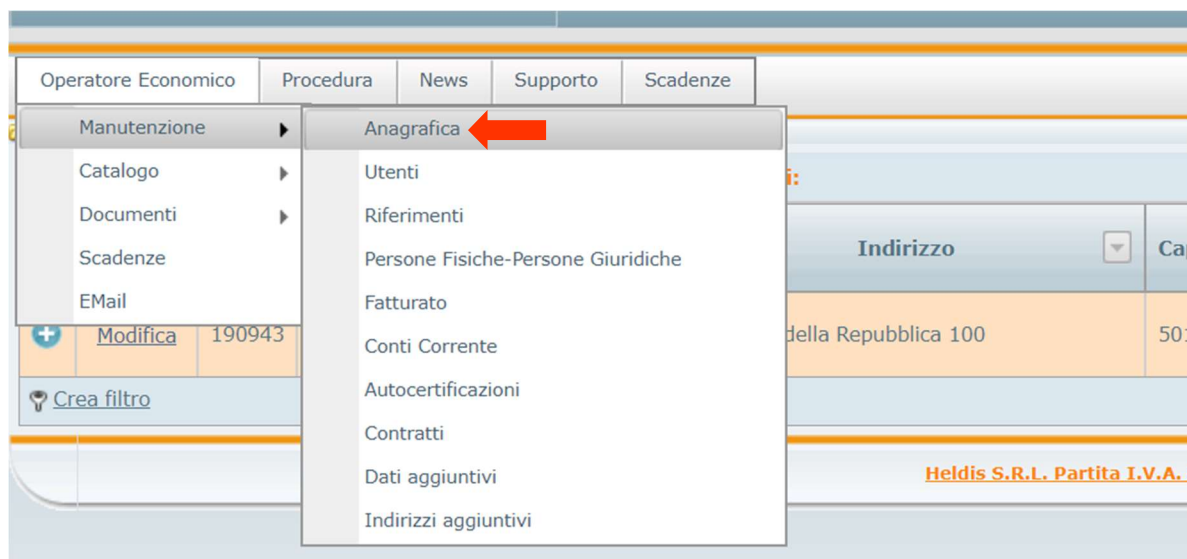 Operatore Economico Procedura News Supporto Scadenze
Manutenzione
Catalogo
Documenti
Scadenze
EMail
Anagrafica
Utenti
Riferimenti
Persone Fisiche-Persone Giuridiche
Fatturato
Conti Corrente
Autocertificazioni
Contratti
Dati aggiuntivi
Indirizzi aggiuntivi
Indirizzo
Modifica 190943 della Repubblica 100
Crea filtro
Heldis S.R.L. Partita I.V.A.